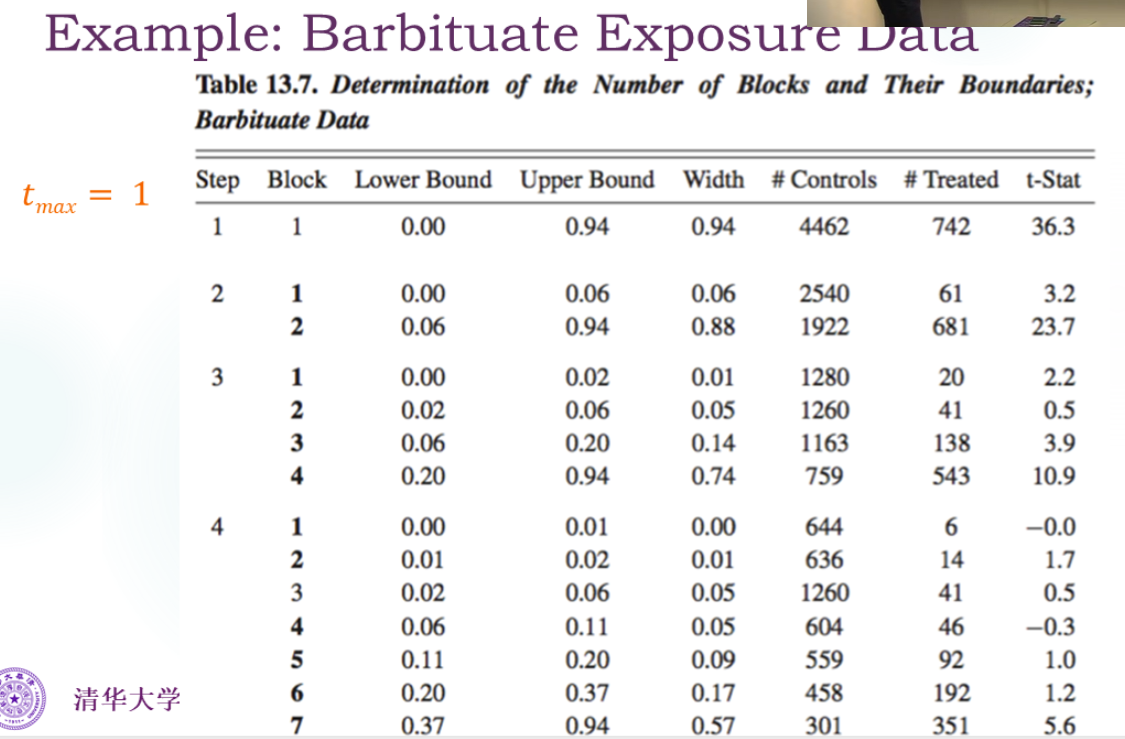 Example: Barbituate Exposure Data
Table 13.7. Determination of the Number of Blocks and Their Boundaries;
Barbituate Data
t_max = 1
Step Block Lower Bound Upper Bound Width # Controls # Treated t-Stat
1 1 0.00 0.94 0.94 4462 742 36.3
2 1 0.00 0.06 0.06 2540 61 3.2
2 0.06 0.94 0.88 1922 681 23.7
3 1 0.00 0.02 0.01 1280 20 2.2
2 0.02 0.06 0.05 1260 41 0.5
3 0.06 0.20 0.14 1163 138 3.9
4 0.20 0.94 0.74 759 543 10.9
4 1 0.00 0.01 0.00 644 6 −0.0
2 0.01 0.02 0.01 636 14 1.7
3 0.02 0.06 0.05 1260 41 0.5
4 0.06 0.11 0.05 604 46 −0.3
5 0.11 0.20 0.09 559 92 1.0
6 0.20 0.37 0.17 458 192 1.2
7 0.37 0.94 0.57 301 351 5.6
清华大学